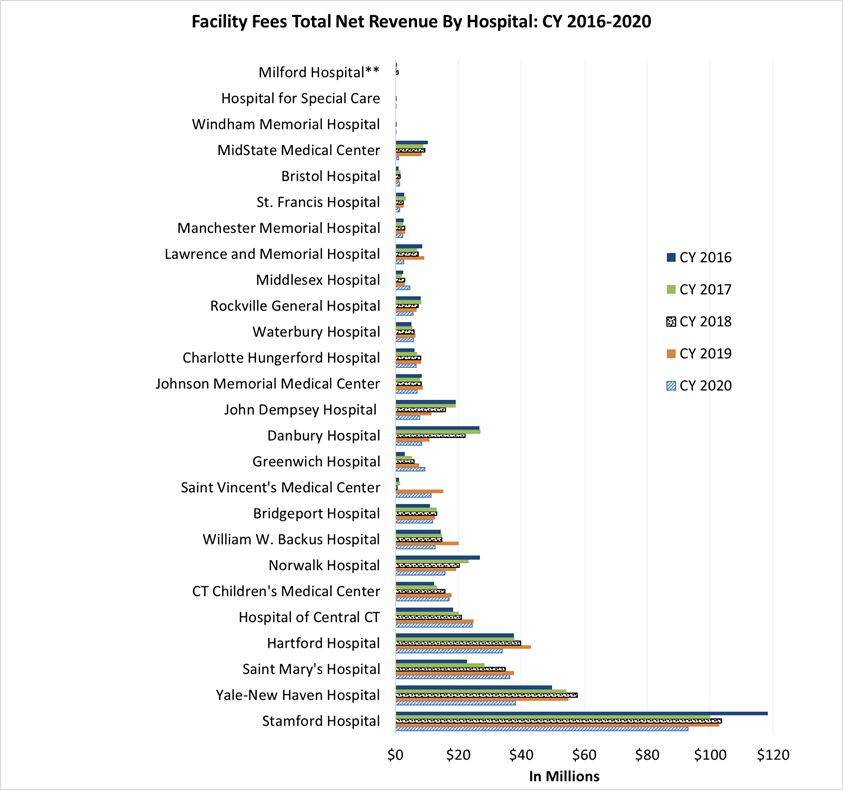 Facility Fees Total Net Revenue By Hospital: CY 2016-2020
Milford Hospital**
Hospital for Special Care
Windham Memorial Hospital
MidState Medical Center
Bristol Hospital
St. Francis Hospital
Manchester Memorial Hospital
Lawrence and Memorial Hospital
Middlesex Hospital
Rockville General Hospital
Waterbury Hospital
Charlotte Hungerford Hospital
Johnson Memorial Medical Center
John Dempsey Hospital
Danbury Hospital
Greenwich Hospital
Saint Vincent's Medical Center
Bridgeport Hospital
William W. Backus Hospital
Norwalk Hospital
CT Children's Medical Center
Hospital of Central CT
Hartford Hospital
Saint Mary's Hospital
Yale-New Haven Hospital
Stamford Hospital
CY 2016
CY 2017
CY 2018
CY 2019
CY 2020
$0 $20 $40 $60 $80 $100 $120
In Millions